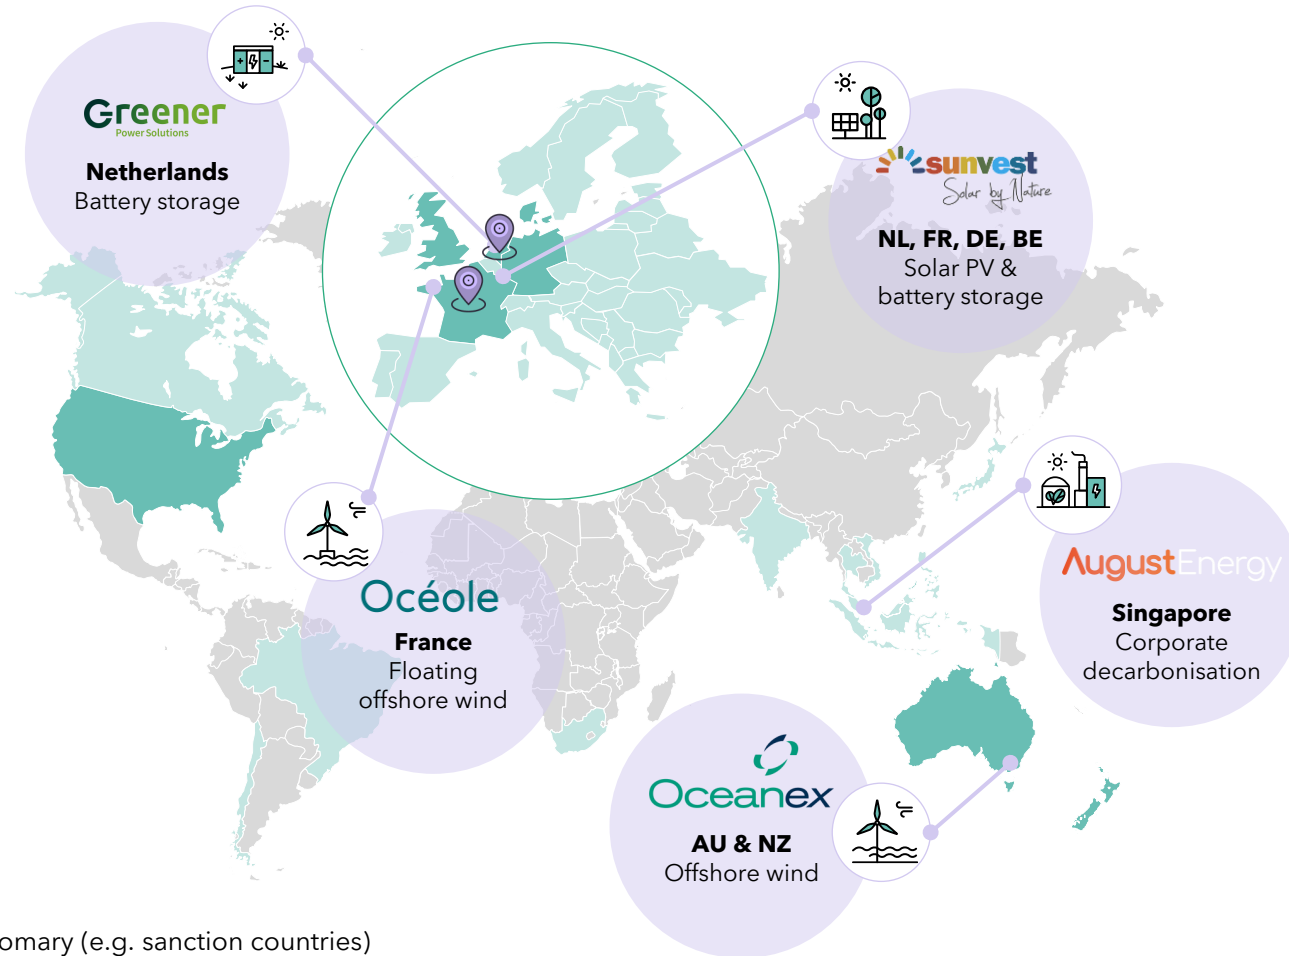 Greener
Power Solutions
Netherlands
Battery storage
sunvest
Solar by Nature
NL, FR, DE, BE
Solar PV &
battery storage
Océole
France
Floating
offshore wind
AugustEnergy
Singapore
Corporate
decarbonisation
Oceanex
AU & NZ
Offshore wind
omary (e.g. sanction countries)